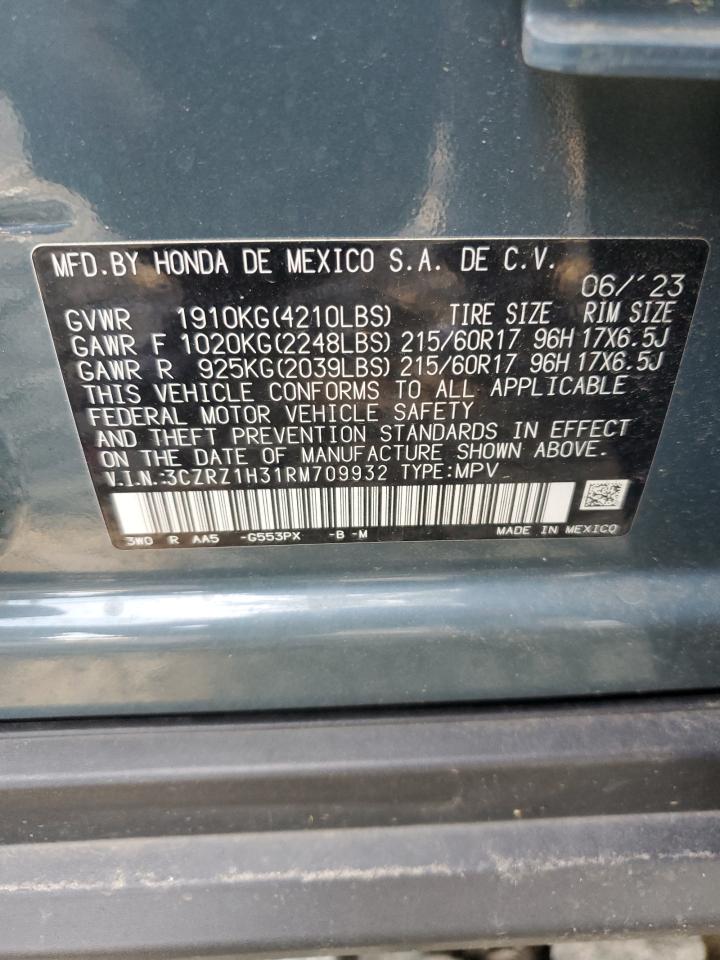 MFD.BY HONDA DE MEXICO S.A. DE C.V.
06/´23
GVWR 1910KG(4210LBS) TIRE SIZE RIM SIZE
GAWR F 1020KG(2248LBS) 215/60R17 96H 17X6.5J
GAWR R 925KG(2039LBS) 215/60R17 96H 17X6.5J
THIS VEHICLE CONFORMS TO ALL APPLICABLE
FEDERAL MOTOR VEHICLE SAFETY
AND THEFT PREVENTION STANDARDS IN EFFECT
ON THE DATE OF MANUFACTURE SHOWN ABOVE.
V.I.N.:3CZRZ1H31RM709932 TYPE:MPV
3W0 R AA5 -G553PX -B -M MADE IN MEXICO